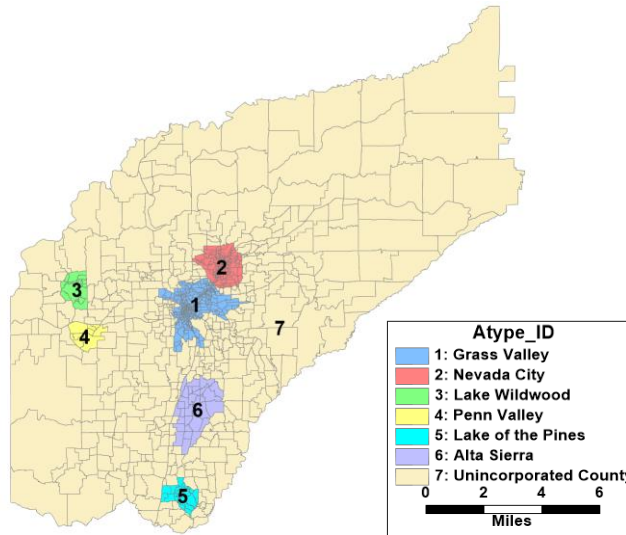 2
3
1
4
7
6
5
Atype_ID
1: Grass Valley
2: Nevada City
3: Lake Wildwood
4: Penn Valley
5: Lake of the Pines
6: Alta Sierra
7: Unincorporated County
0 2 4 6
Miles